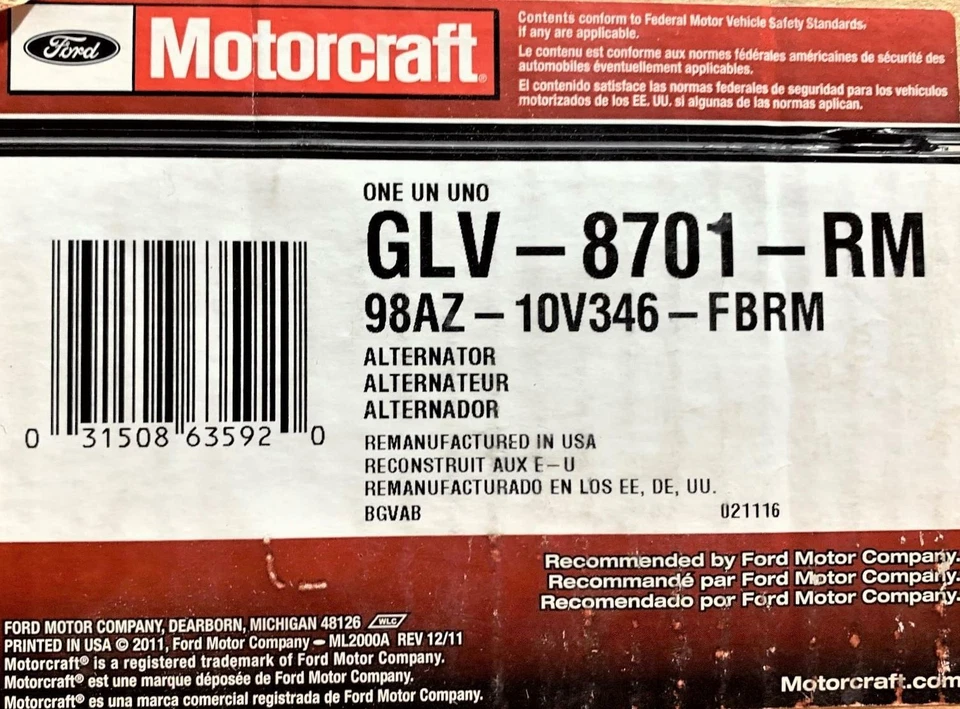 Ford
Motorcraft®
Contents conform to Federal Motor Vehicle Safety Standards,
if any are applicable.
Le contenu est conforme aux normes fédérales américaines de sécurité des
automobiles éventuellement applicables.
El contenido satisface las normas federales de seguridad para los vehículos
motorizados de los EE. UU. si algunas de las normas aplican.
ONE UN UNO
GLV – 8701 – RM
98AZ – 10V346 – FBRM
ALTERNATOR
ALTERNATEUR
ALTERNADOR
0 31508 63592 0
REMANUFACTURED IN USA
RECONSTRUIT AUX E–U
REMANUFACTURADO EN LOS EE, DE, UU.
BGVAB 021116
Recommended by Ford Motor Company.
Recommandé par Ford Motor Company.
Recomendado por Ford Motor Company.
FORD MOTOR COMPANY, DEARBORN, MICHIGAN 48126 WLC
PRINTED IN USA © 2011, Ford Motor Company – ML2000A REV 12/11
Motorcraft® is a registered trademark of Ford Motor Company.
Motorcraft® est une marque déposée de Ford Motor Company.
Motorcraft® es una marca comercial registrada de Ford Motor Company.
Motorcraft.com